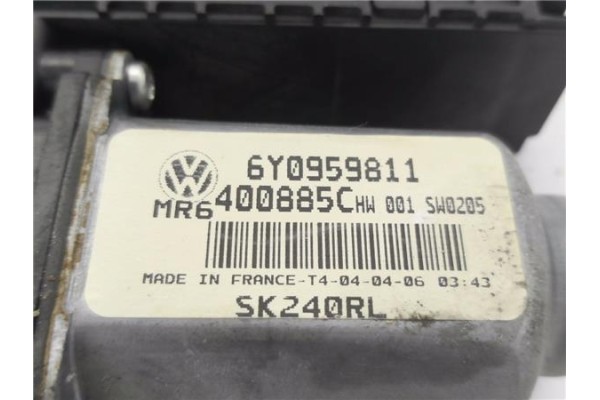 6Y0959811
MR6 400885C HW 001 SW0205
MADE IN FRANCE-T4-04-04-06 03:43
SK240RL